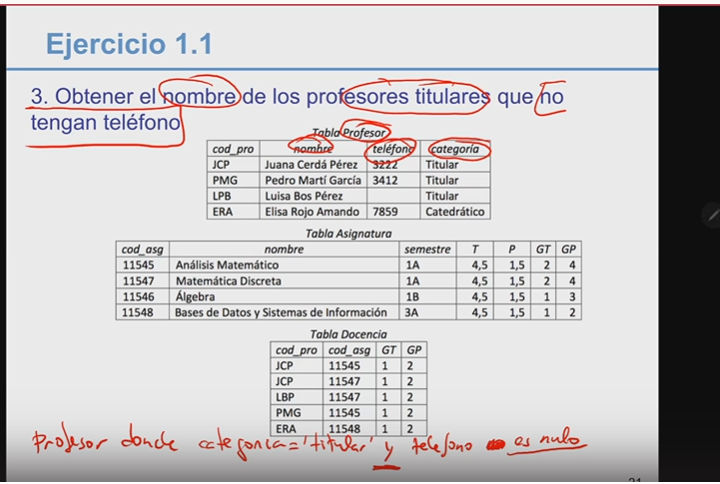 Ejercicio 1.1
3. Obtener el nombre de los profesores titulares que no
tengan teléfono
Tabla Profesor
cod_pro nombre teléfono categoría
JCP Juana Cerdá Pérez 3222 Titular
PMG Pedro Martí García 3412 Titular
LPB Luisa Bos Pérez Titular
ERA Elisa Rojo Amando 7859 Catedrático
Tabla Asignatura
cod_asg nombre semestre T P GT GP
11545 Análisis Matemático 1A 4,5 1,5 2 4
11547 Matemática Discreta 1A 4,5 1,5 2 4
11546 Álgebra 1B 4,5 1,5 1 3
11548 Bases de Datos y Sistemas de Información 3A 4,5 1,5 1 2
Tabla Docencia
cod_pro cod_asg GT GP
JCP 11545 1 2
JCP 11547 1 2
LBP 11547 1 2
PMG 11545 1 2
ERA 11548 1 2
Profesor donde categoria='titular' y telefono es nulo